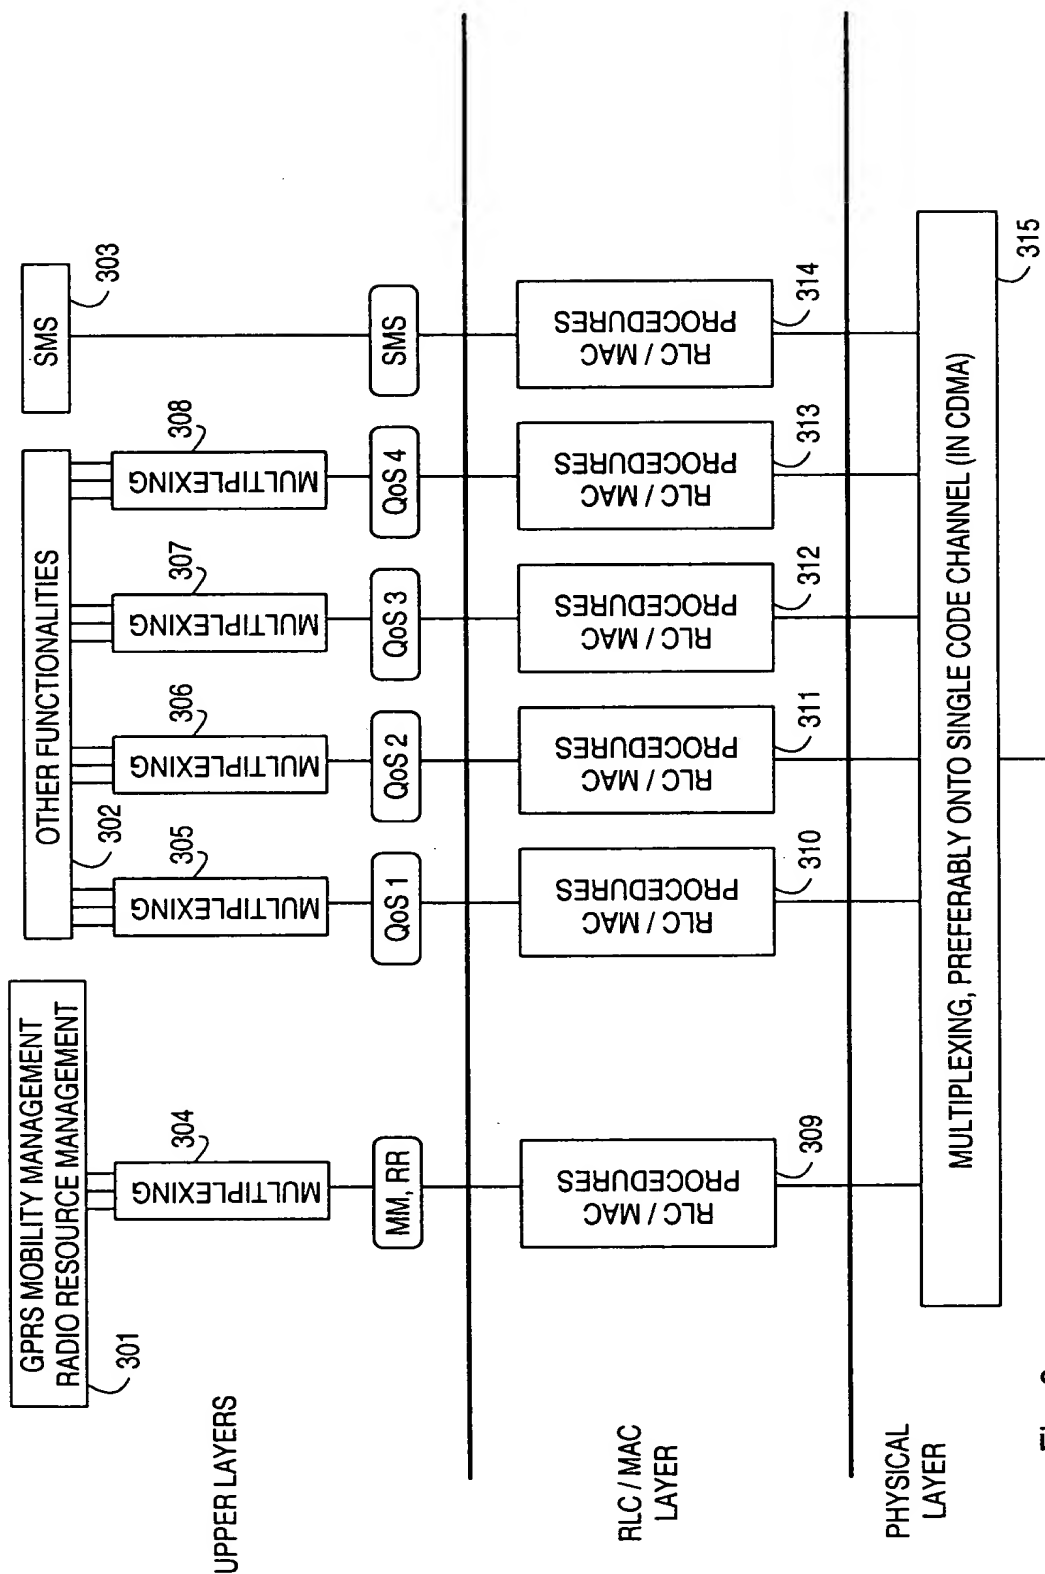 GPRS MOBILITY MANAGEMENT
RADIO RESOURCE MANAGEMENT
301
OTHER FUNCTIONALITIES
302
SMS
303
UPPER LAYERS
MULTIPLEXING
304
MULTIPLEXING
305
MULTIPLEXING
306
MULTIPLEXING
307
MULTIPLEXING
308
MM, RR
QoS 1
QoS 2
QoS 3
QoS 4
SMS
RLC / MAC
LAYER
RLC / MAC
PROCEDURES
309
RLC / MAC
PROCEDURES
310
RLC / MAC
PROCEDURES
311
RLC / MAC
PROCEDURES
312
RLC / MAC
PROCEDURES
313
RLC / MAC
PROCEDURES
314
PHYSICAL
LAYER
MULTIPLEXING, PREFERABLY ONTO SINGLE CODE CHANNEL (IN CDMA)
315